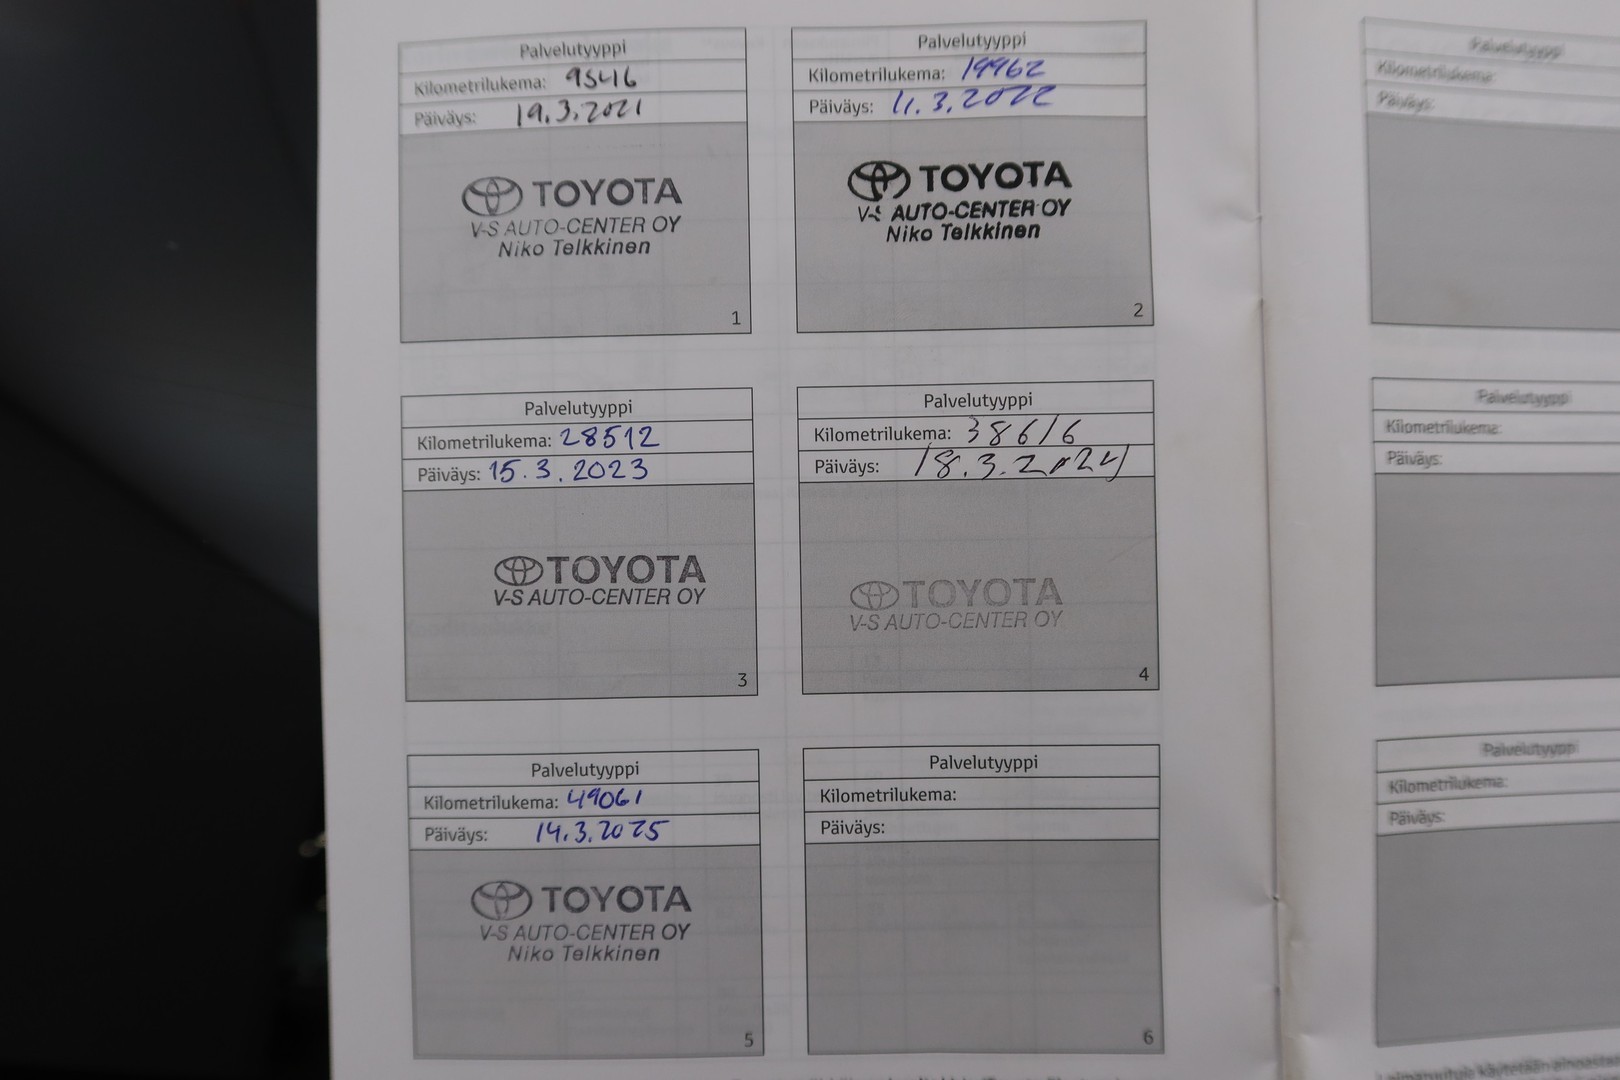 Palvelutyyppi
Kilometrilukema: 9546
Päiväys: 19.3.2021
TOYOTA
V-S AUTO-CENTER OY
Niko Telkkinen
1
Palvelutyyppi
Kilometrilukema: 19962
Päiväys: 11.3.2022
TOYOTA
V-S AUTO-CENTER OY
Niko Telkkinen
2
Palvelutyyppi
Kilometrilukema: 28512
Päiväys: 15.3.2023
TOYOTA
V-S AUTO-CENTER OY
3
Palvelutyyppi
Kilometrilukema: 38616
Päiväys: 18.3.2024
TOYOTA
V-S AUTO-CENTER OY
4
Palvelutyyppi
Kilometrilukema: 49061
Päiväys: 14.3.2025
TOYOTA
V-S AUTO-CENTER OY
Niko Telkkinen
5
Palvelutyyppi
Kilometrilukema:
Päiväys:
6
Palvelutyyppi
Kilometrilukema:
Päiväys:
Palvelutyyppi
Kilometrilukema:
Päiväys:
Palvelutyyppi
Kilometrilukema:
Päiväys: